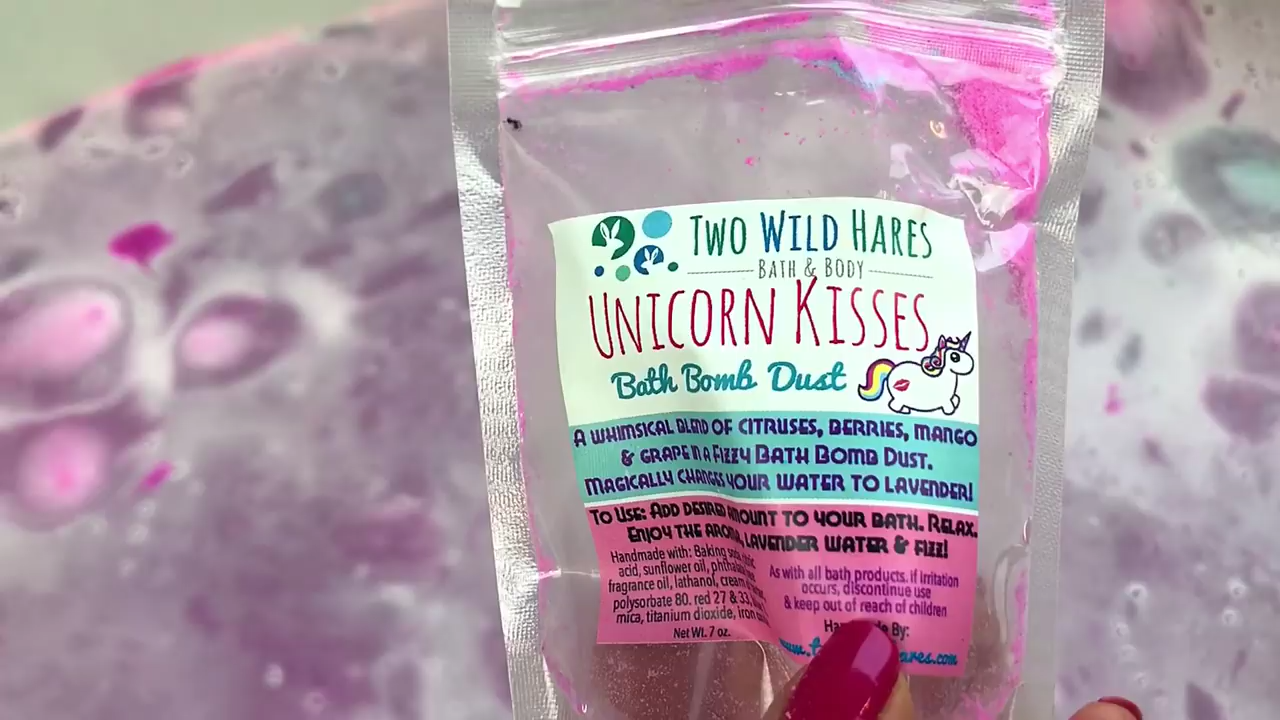 TWO WILD HARES
BATH & BODY
UNICORN KISSES
Bath Bomb Dust
A WHIMSICAL BLEND OF CITRUSES, BERRIES, MANGO
& GRAPE IN A FIZZY BATH BOMB DUST.
MAGICALLY CHANGES YOUR WATER TO LAVENDER!
TO USE: ADD DESIRED AMOUNT TO YOUR BATH. RELAX.
ENJOY THE AROMA, LAVENDER WATER & FIZZ!
Handmade with: Baking soda, citric
acid, sunflower oil,
fragrance oil, lathanol, cream
polysorbate 80. red 27 & 33,
mica, titanium dioxide, iron
Net Wt. 7 oz.
As with all bath products. If irritation
occurs, discontinue use
& keep out of reach of children
By: